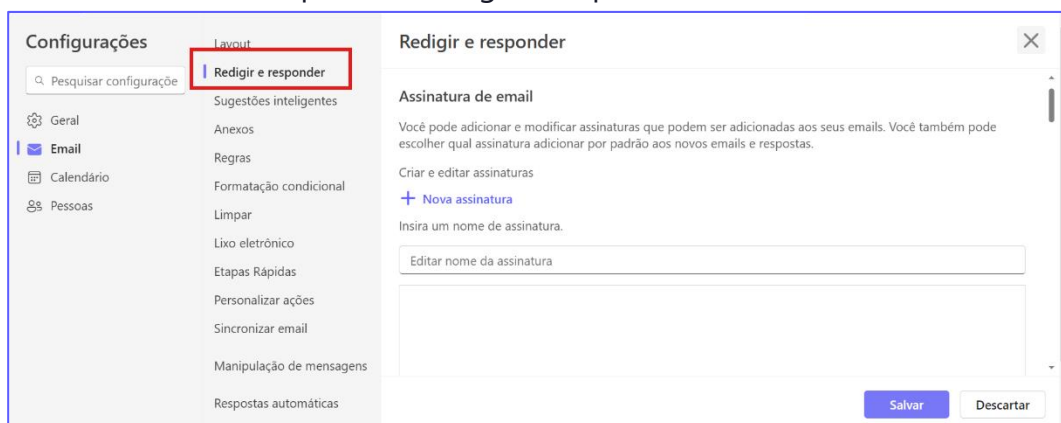 Configurações
Pesquisar configuraçõe
Geral
Email
Calendário
Pessoas
Layout
Redigir e responder
Sugestões inteligentes
Anexos
Regras
Formatação condicional
Limpar
Lixo eletrônico
Etapas Rápidas
Personalizar ações
Sincronizar email
Manipulação de mensagens
Respostas automáticas
Redigir e responder
Assinatura de email
Você pode adicionar e modificar assinaturas que podem ser adicionadas aos seus emails. Você também pode
escolher qual assinatura adicionar por padrão aos novos emails e respostas.
Criar e editar assinaturas
Nova assinatura
Insira um nome de assinatura.
Editar nome da assinatura
Salvar
Descartar